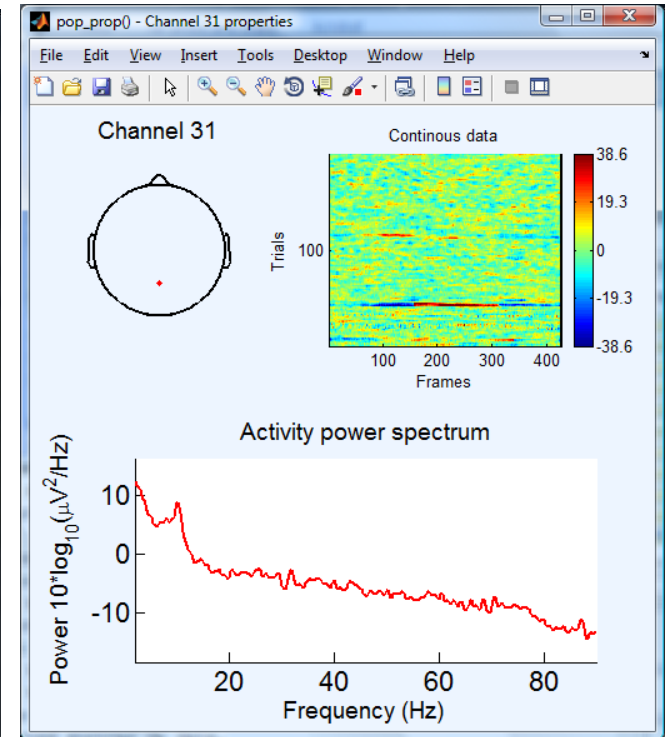 pop_prop() - Channel 31 properties
File Edit View Insert Tools Desktop Window Help
Channel 31
Continous data
Trials
100
100 200 300 400
Frames
38.6
19.3
0
-19.3
-38.6
Activity power spectrum
Power 10*log10(μV2/Hz)
10
0
-10
20 40 60 80
Frequency (Hz)